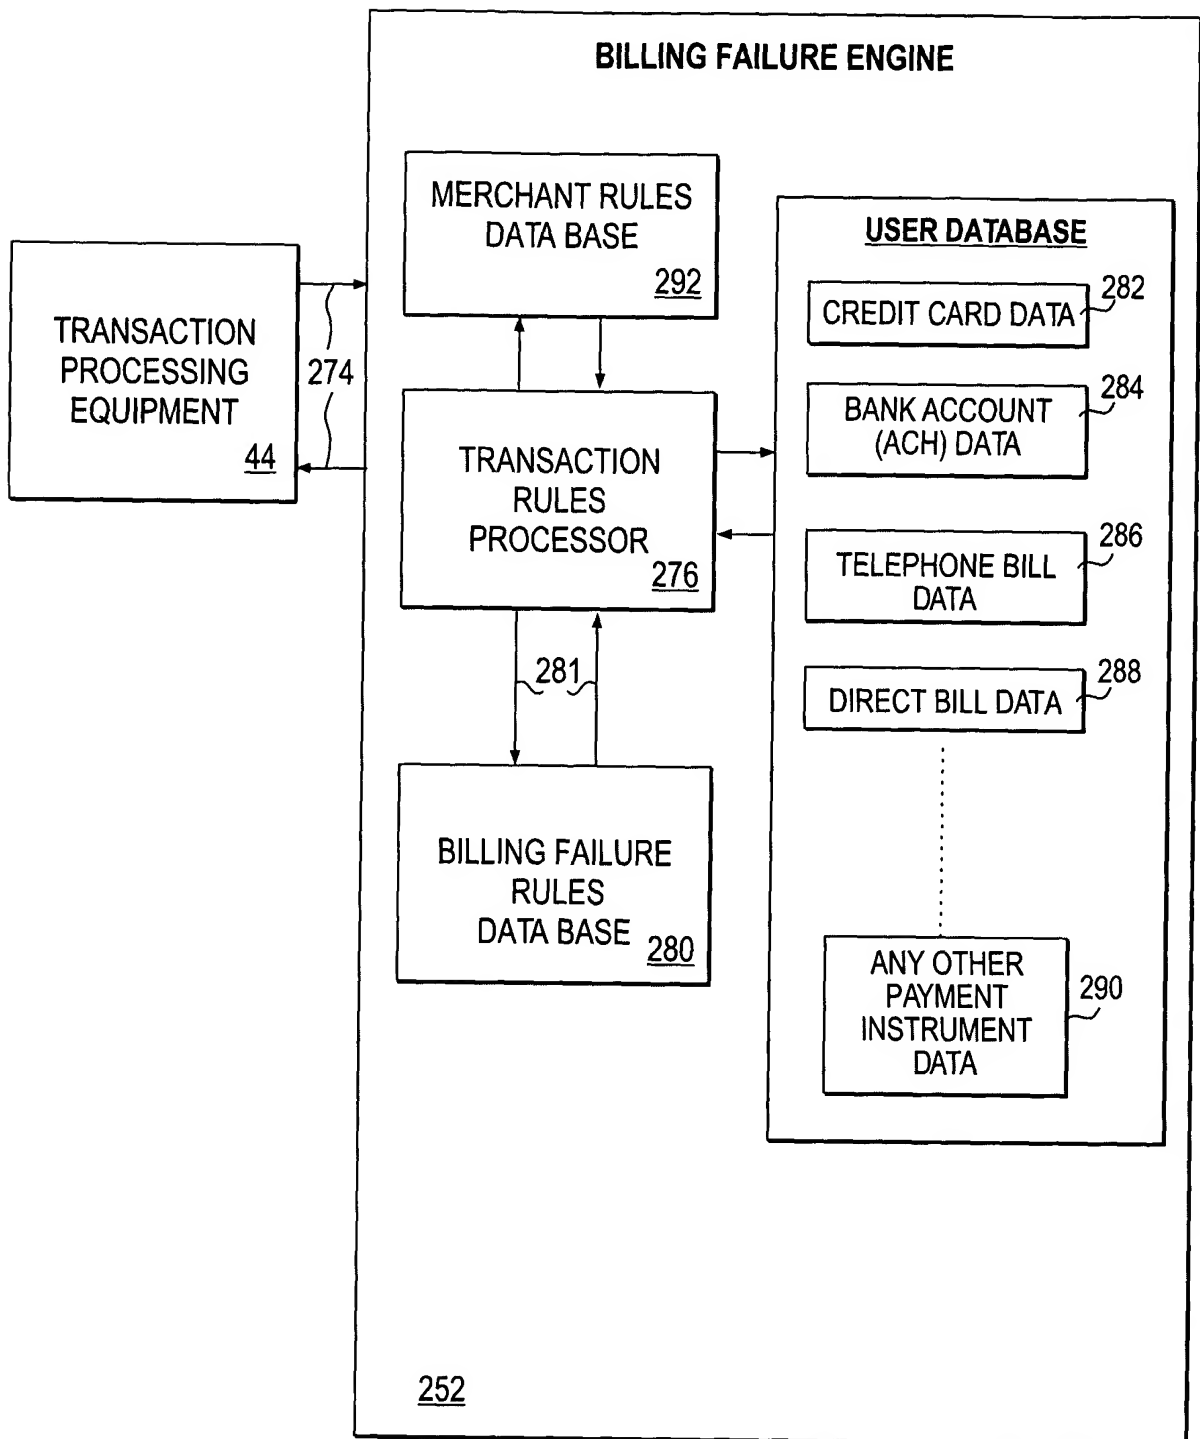 BILLING FAILURE ENGINE
TRANSACTION
PROCESSING
EQUIPMENT
44
274
MERCHANT RULES
DATA BASE
292
TRANSACTION
RULES
PROCESSOR
276
281
BILLING FAILURE
RULES
DATA BASE
280
USER DATABASE
CREDIT CARD DATA
282
BANK ACCOUNT
(ACH) DATA
284
TELEPHONE BILL
DATA
286
DIRECT BILL DATA
288
ANY OTHER
PAYMENT
INSTRUMENT
DATA
290
252